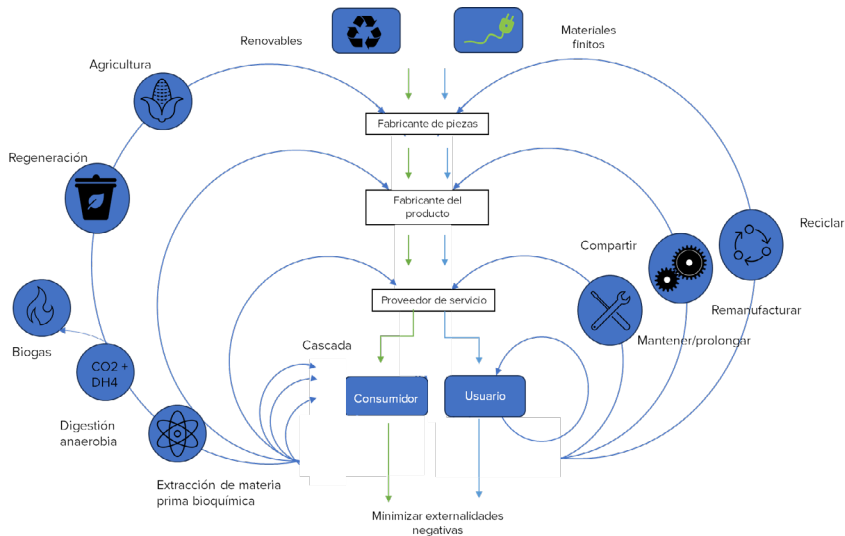 Renovables
Materiales
finitos
Agricultura
Fabricante de piezas
Regeneración
Fabricante del
producto
Reciclar
Compartir
Proveedor de servicio
Remanufacturar
Biogas
Cascada
Mantener/prolongar
CO2 +
DH4
Consumidor
Usuario
Digestión
anaerobia
Extracción de materia
prima bioquímica
Minimizar externalidades
negativas